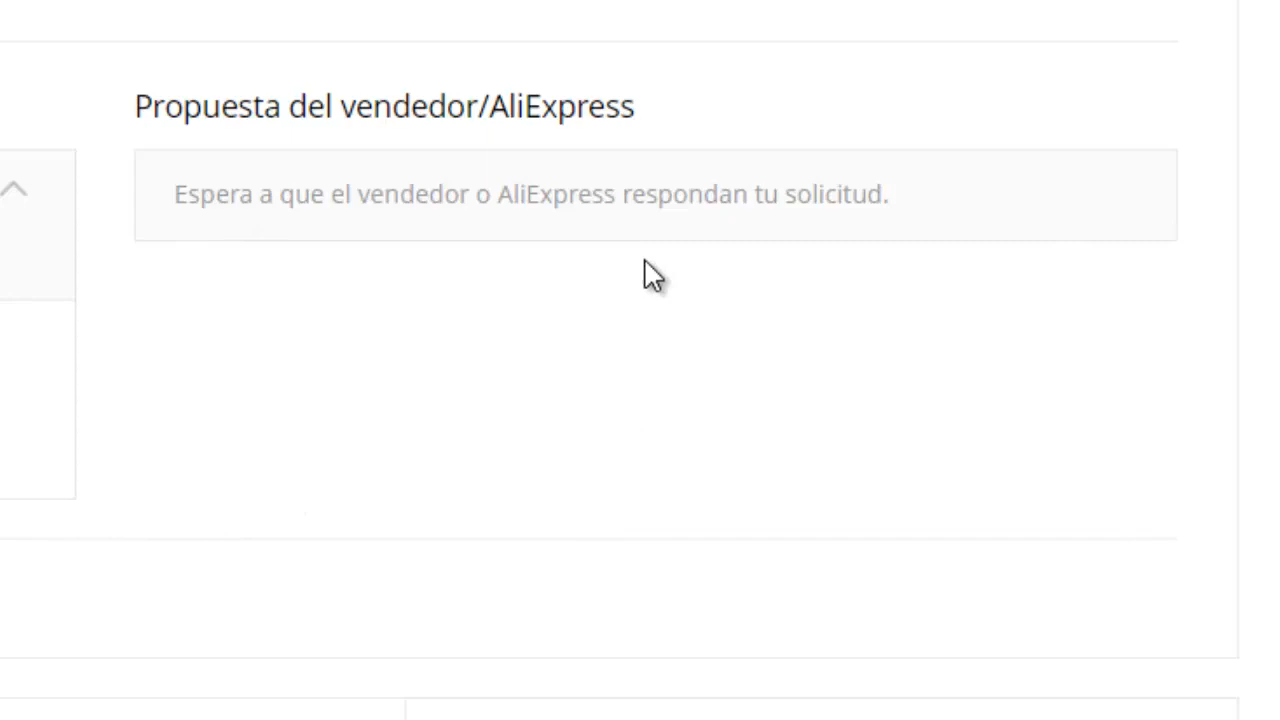 Propuesta del vendedor/AliExpress
Espera a que el vendedor o AliExpress respondan tu solicitud.